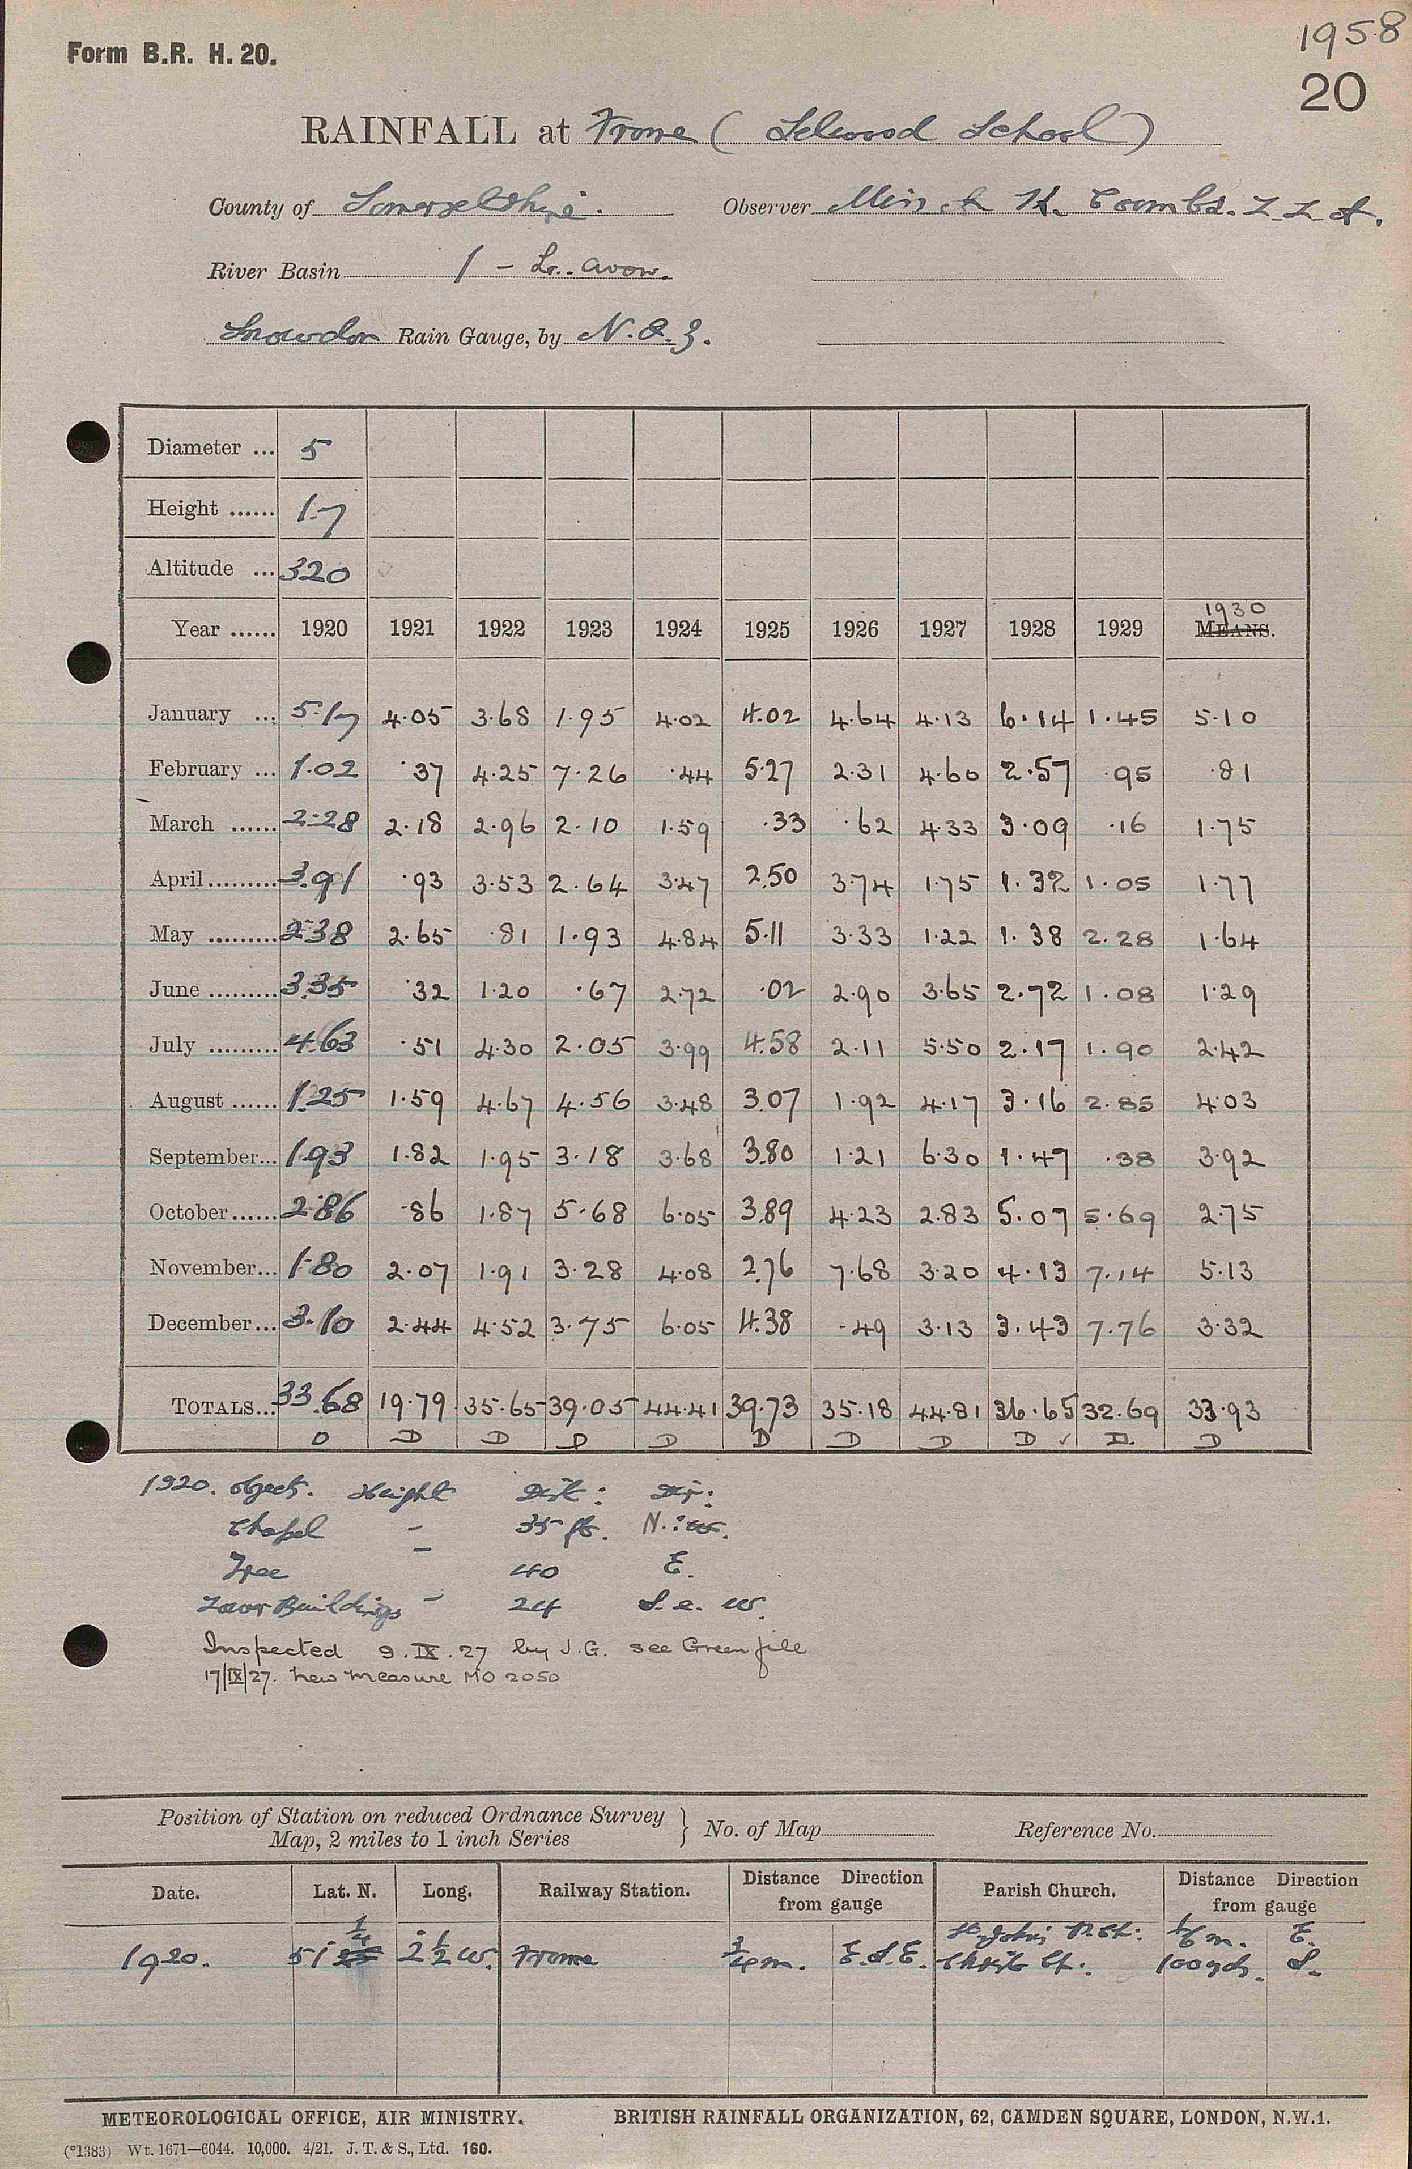 1958
Form B.R. H. 20.
20
RAINFALL at Frome ( Selwood School )
County of Somersetshire. Observer Miss A. H. Coombs. L L A.
River Basin 1 - Lr. Avon.
Snowdon Rain Gauge, by N. & Z.
Diameter ... 5
Height ...... 1.7
Altitude ... 320
1930
Year ...... 1920 1921 1922 1923 1924 1925 1926 1927 1928 1929 MEANS.
January ... 5.17 4.05 3.68 1.95 4.02 4.02 4.64 4.13 6.14 1.45 5.10
February ... 1.02 .37 4.25 7.26 .44 5.27 2.31 4.60 2.57 .95 .81
March ...... 2.28 2.18 2.96 2.10 1.59 .33 .62 4.33 3.09 .16 1.75
April ......... 3.91 .93 3.53 2.64 3.47 2.50 3.74 1.75 1.32 1.05 1.77
May ......... 2.38 2.65 .81 1.93 4.84 5.11 3.33 1.22 1.38 2.28 1.64
June ......... 3.35 .32 1.20 .67 2.72 .02 2.90 3.65 2.72 1.08 1.29
July ......... 4.63 .51 4.30 2.05 3.99 4.58 2.11 5.50 2.17 1.90 2.42
August ...... 1.25 1.59 4.67 4.56 3.48 3.07 1.92 4.17 3.16 2.85 4.03
September... 1.93 1.82 1.95 3.18 3.68 3.80 1.21 6.30 1.47 .38 3.92
October ...... 2.86 .86 1.87 5.68 6.05 3.89 4.23 2.83 5.07 5.69 2.75
November... 1.80 2.07 1.91 3.28 4.08 2.76 7.68 3.20 4.13 7.14 5.13
December ... 3.10 2.44 4.52 3.75 6.05 4.38 .49 3.13 3.43 7.76 3.32
TOTALS... 33.68 19.79 35.65 39.05 44.41 39.73 35.18 44.81 36.65 32.69 33.93
D D D D D D D D D ✓ D D
1920. Object. Height Dist: Dir:
Chapel - 35 ft. N.:W.
Tree - 40 E.
Low Buildings - 24 S. e. W.
Inspected 9.IX.27 by J.G. see Green file
17/IX/27. New measure MO 2050
Position of Station on reduced Ordnance Survey Map, 2 miles to 1 inch Series } No. of Map Reference No.
Date. Lat. N. Long. Railway Station. Distance Direction from gauge Parish Church. Distance Direction from gauge
1920. 51 1/4 2 1/2 W. Frome 3/4 m. E.S.E. St. John's 1/6 m. E.
Christ Ch. 100 yds. S.
METEOROLOGICAL OFFICE, AIR MINISTRY. BRITISH RAINFALL ORGANIZATION, 62, CAMDEN SQUARE, LONDON, N.W.1.
(*1383) Wt. 1671—6044. 10,000. 4/21. J. T. & S., Ltd. 160.